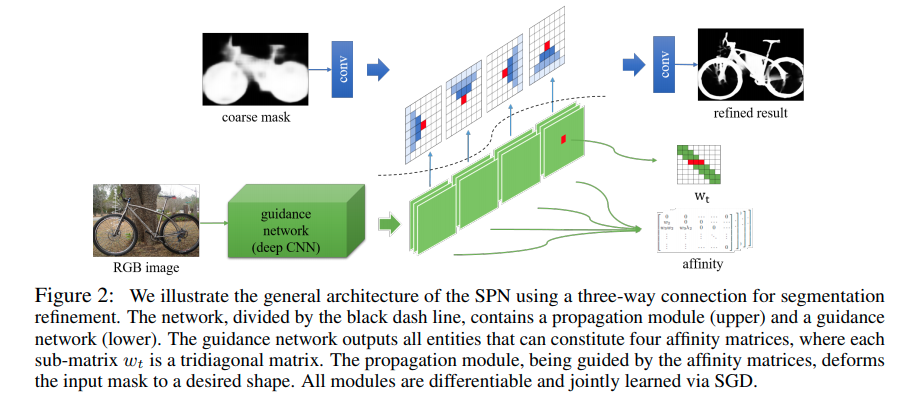 conv
conv
coarse mask
refined result
guidance
network
(deep CNN)
wt
RGB image
affinity
Figure 2: We illustrate the general architecture of the SPN using a three-way connection for segmentation
refinement. The network, divided by the black dash line, contains a propagation module (upper) and a guidance
network (lower). The guidance network outputs all entities that can constitute four affinity matrices, where each
sub-matrix wt is a tridiagonal matrix. The propagation module, being guided by the affinity matrices, deforms
the input mask to a desired shape. All modules are differentiable and jointly learned via SGD.